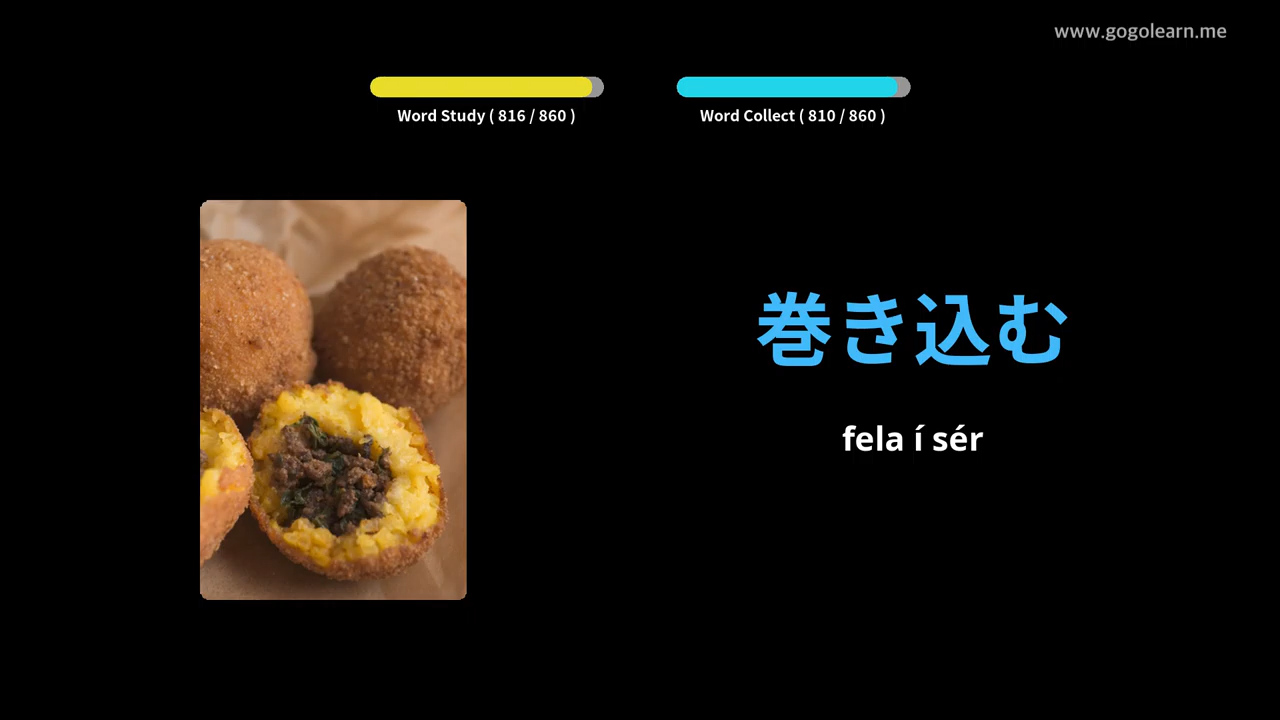 www.gogolearn.me
Word Study ( 816 / 860 )
Word Collect ( 810 / 860 )
巻き込む
fela í sér